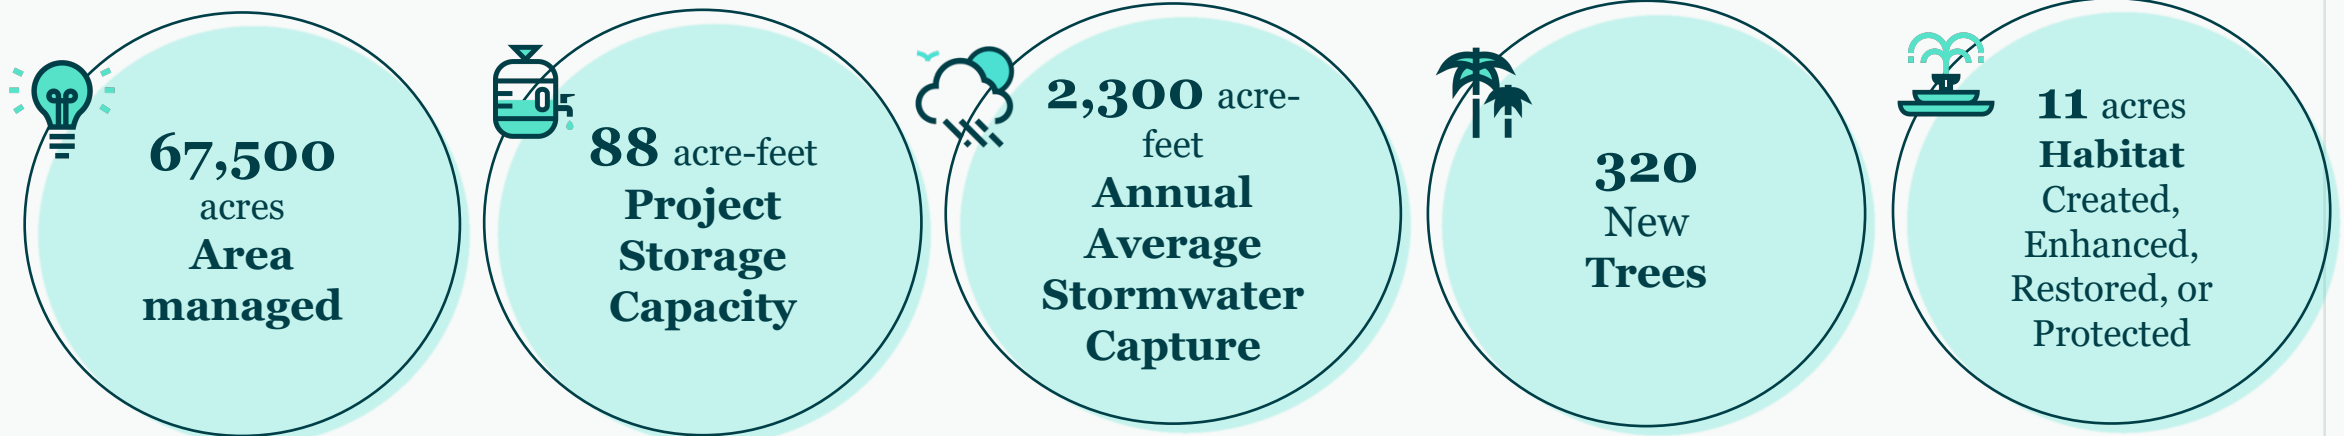 67,500
acres
Area
managed
88 acre-feet
Project
Storage
Capacity
2,300 acre-
feet
Annual
Average
Stormwater
Capture
320
New
Trees
11 acres
Habitat
Created,
Enhanced,
Restored, or
Protected